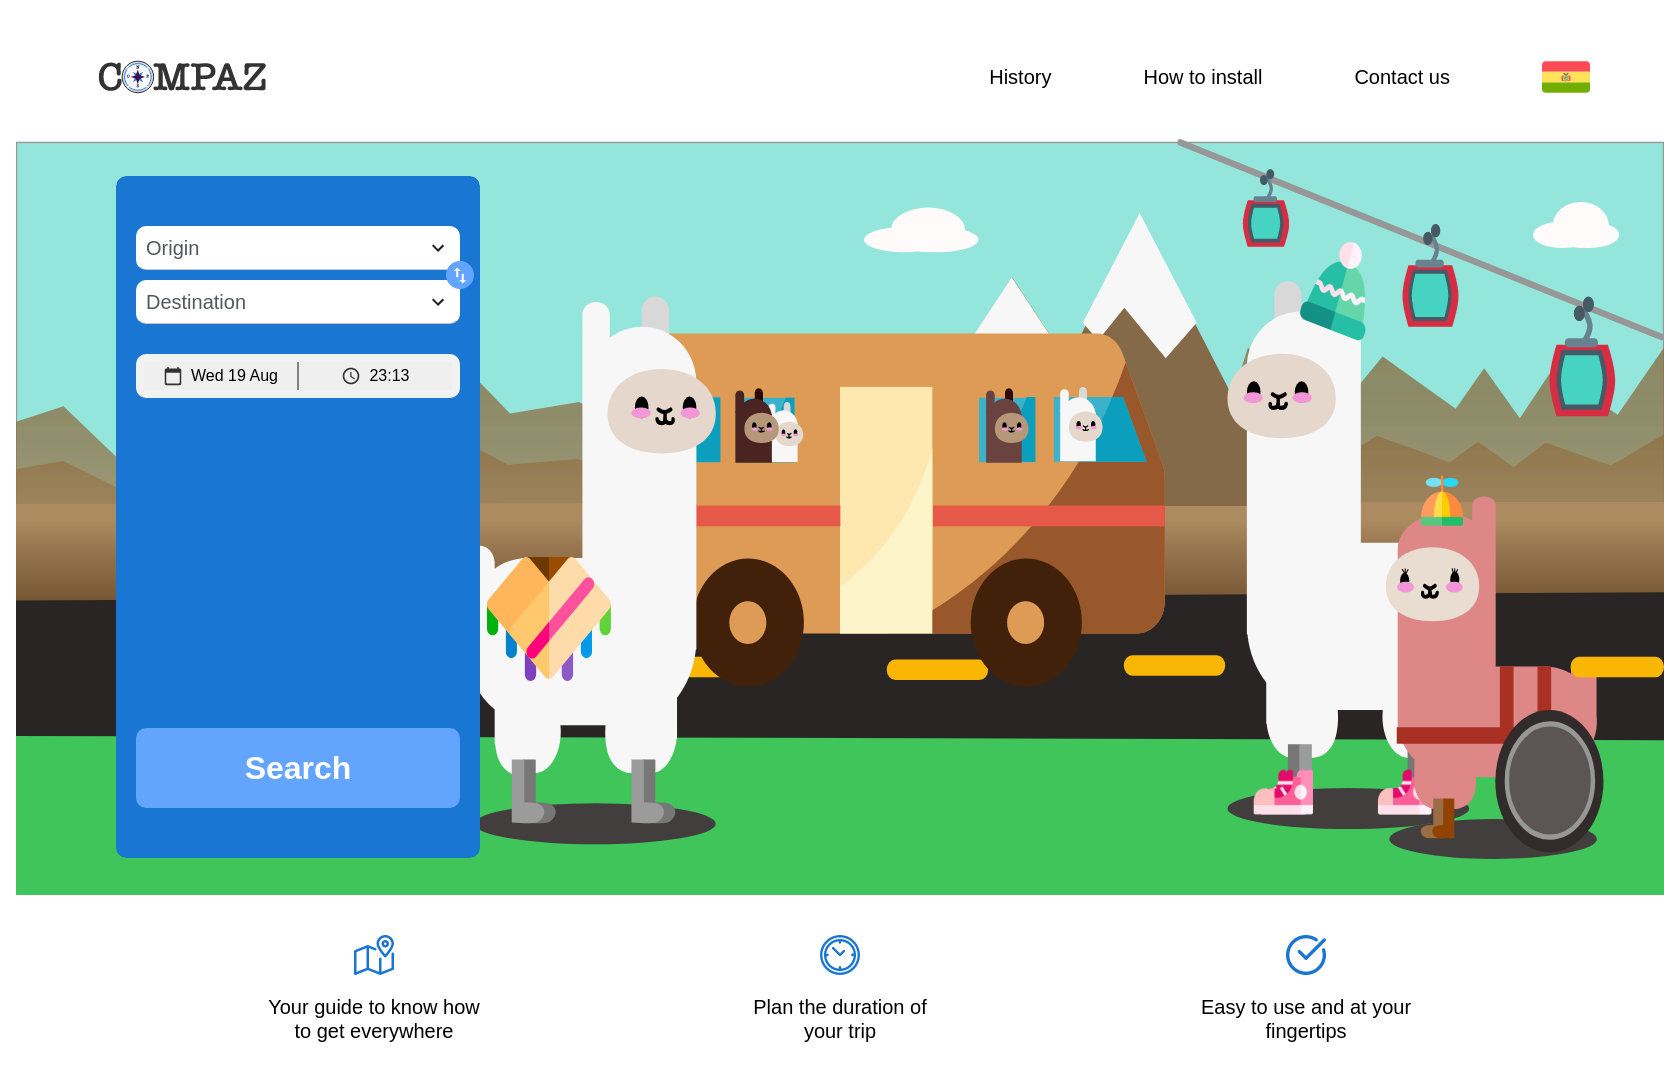 COMPAZ
History
How to install
Contact us
Origin
Destination
Wed 19 Aug
23:13
Search
Your guide to know how
to get everywhere
Plan the duration of
your trip
Easy to use and at your
fingertips